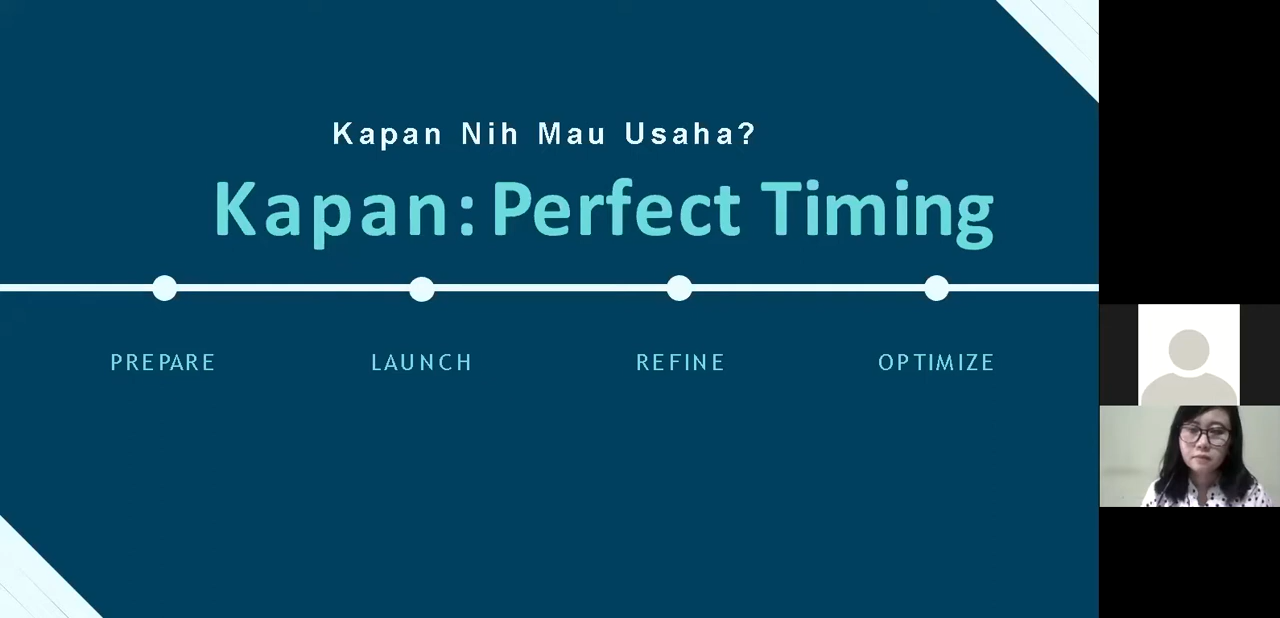 Kapan Nih Mau Usaha?
Kapan: Perfect Timing
PREPARE LAUNCH REFINE OPTIMIZE